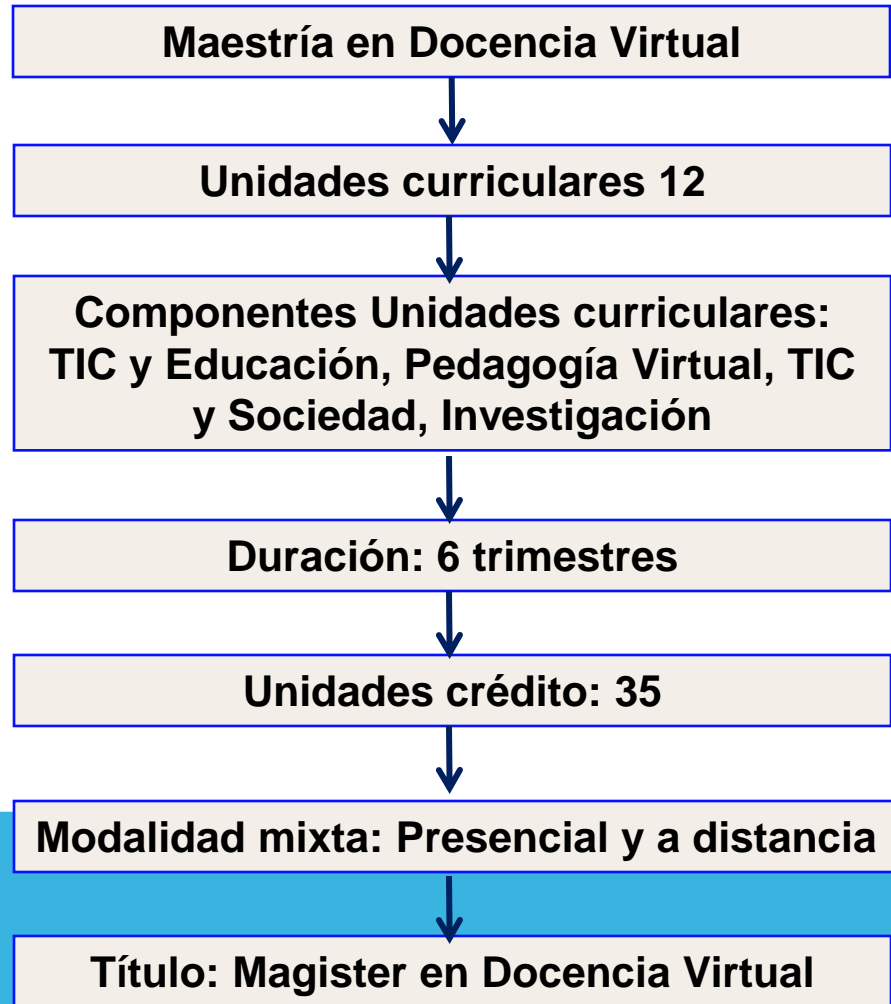 Maestría en Docencia Virtual
Unidades curriculares 12
Componentes Unidades curriculares:
TIC y Educación, Pedagogía Virtual, TIC
y Sociedad, Investigación
Duración: 6 trimestres
Unidades crédito: 35
Modalidad mixta: Presencial y a distancia
Título: Magister en Docencia Virtual